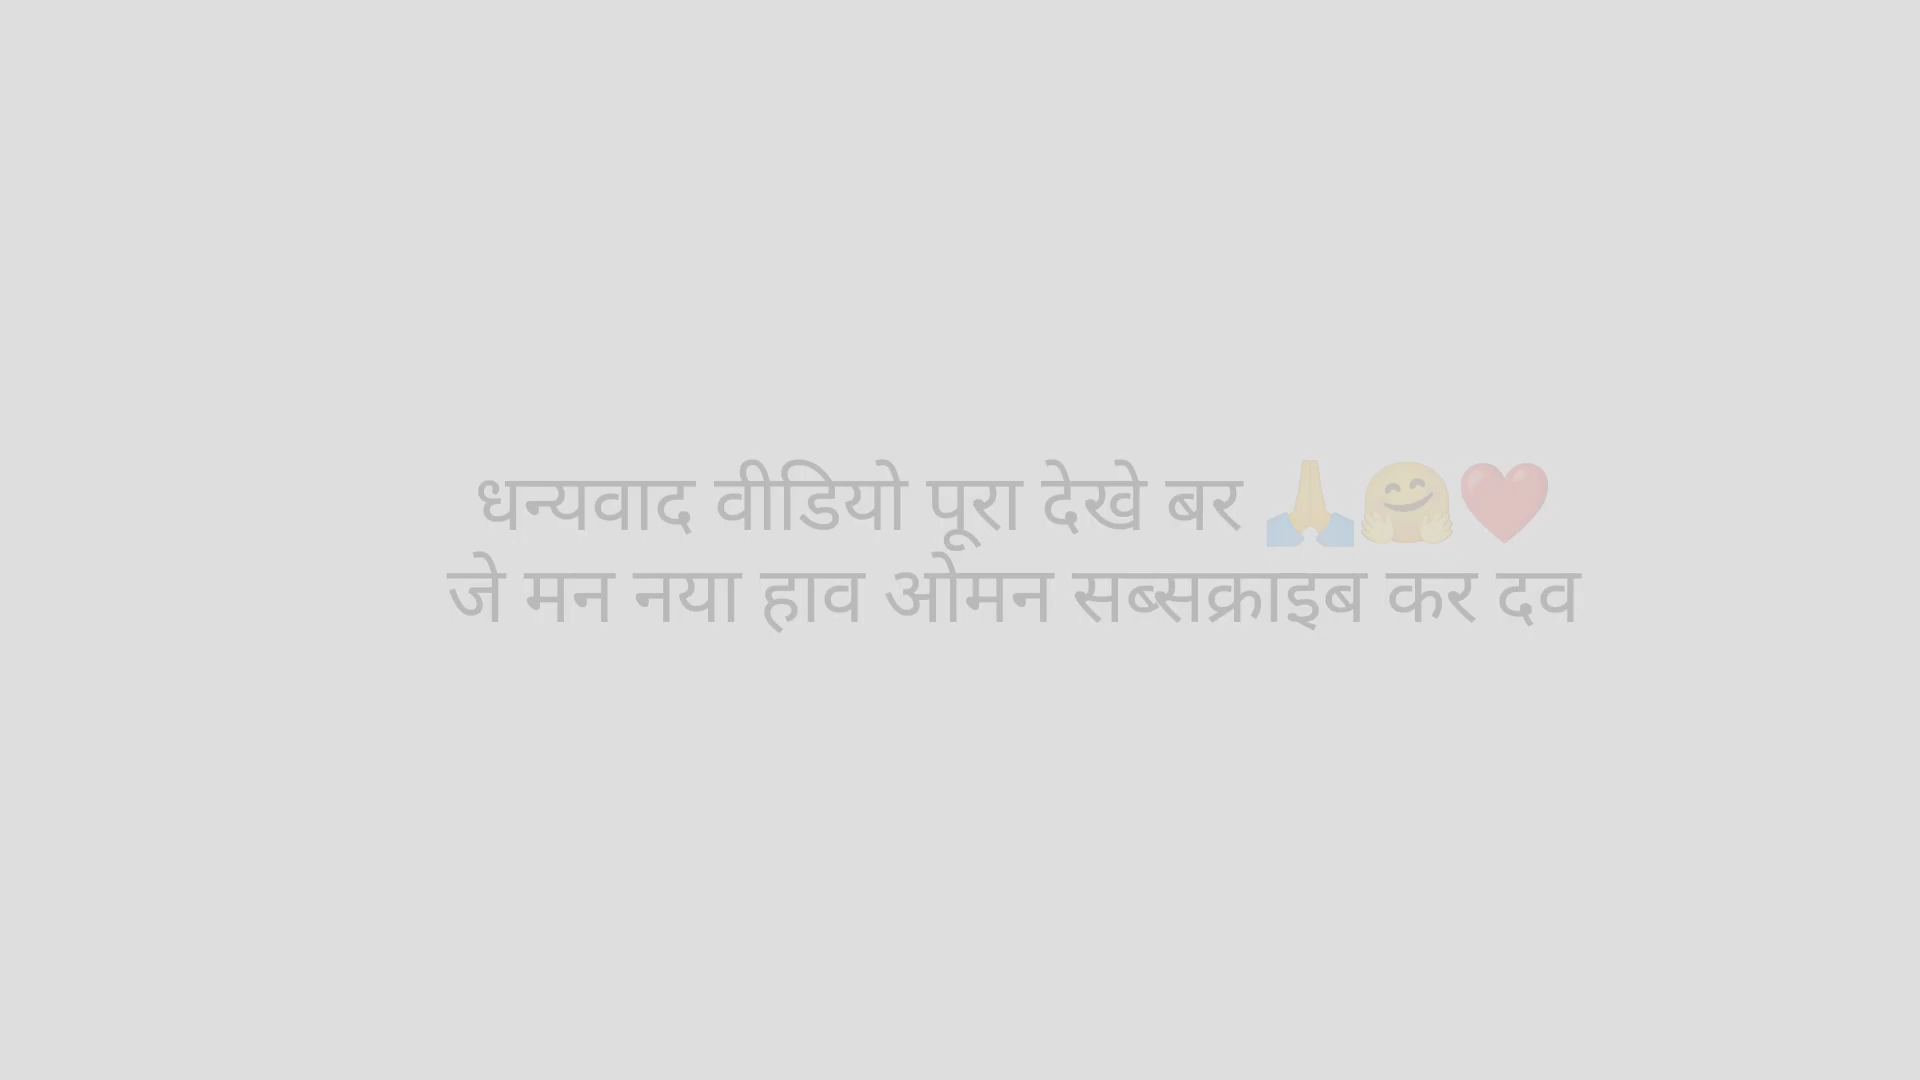 धन्यवाद वीडियो पूरा देखे बर 🙏🤗❤️
जे मन नया हाव ओमन सब्सक्राइब कर दव